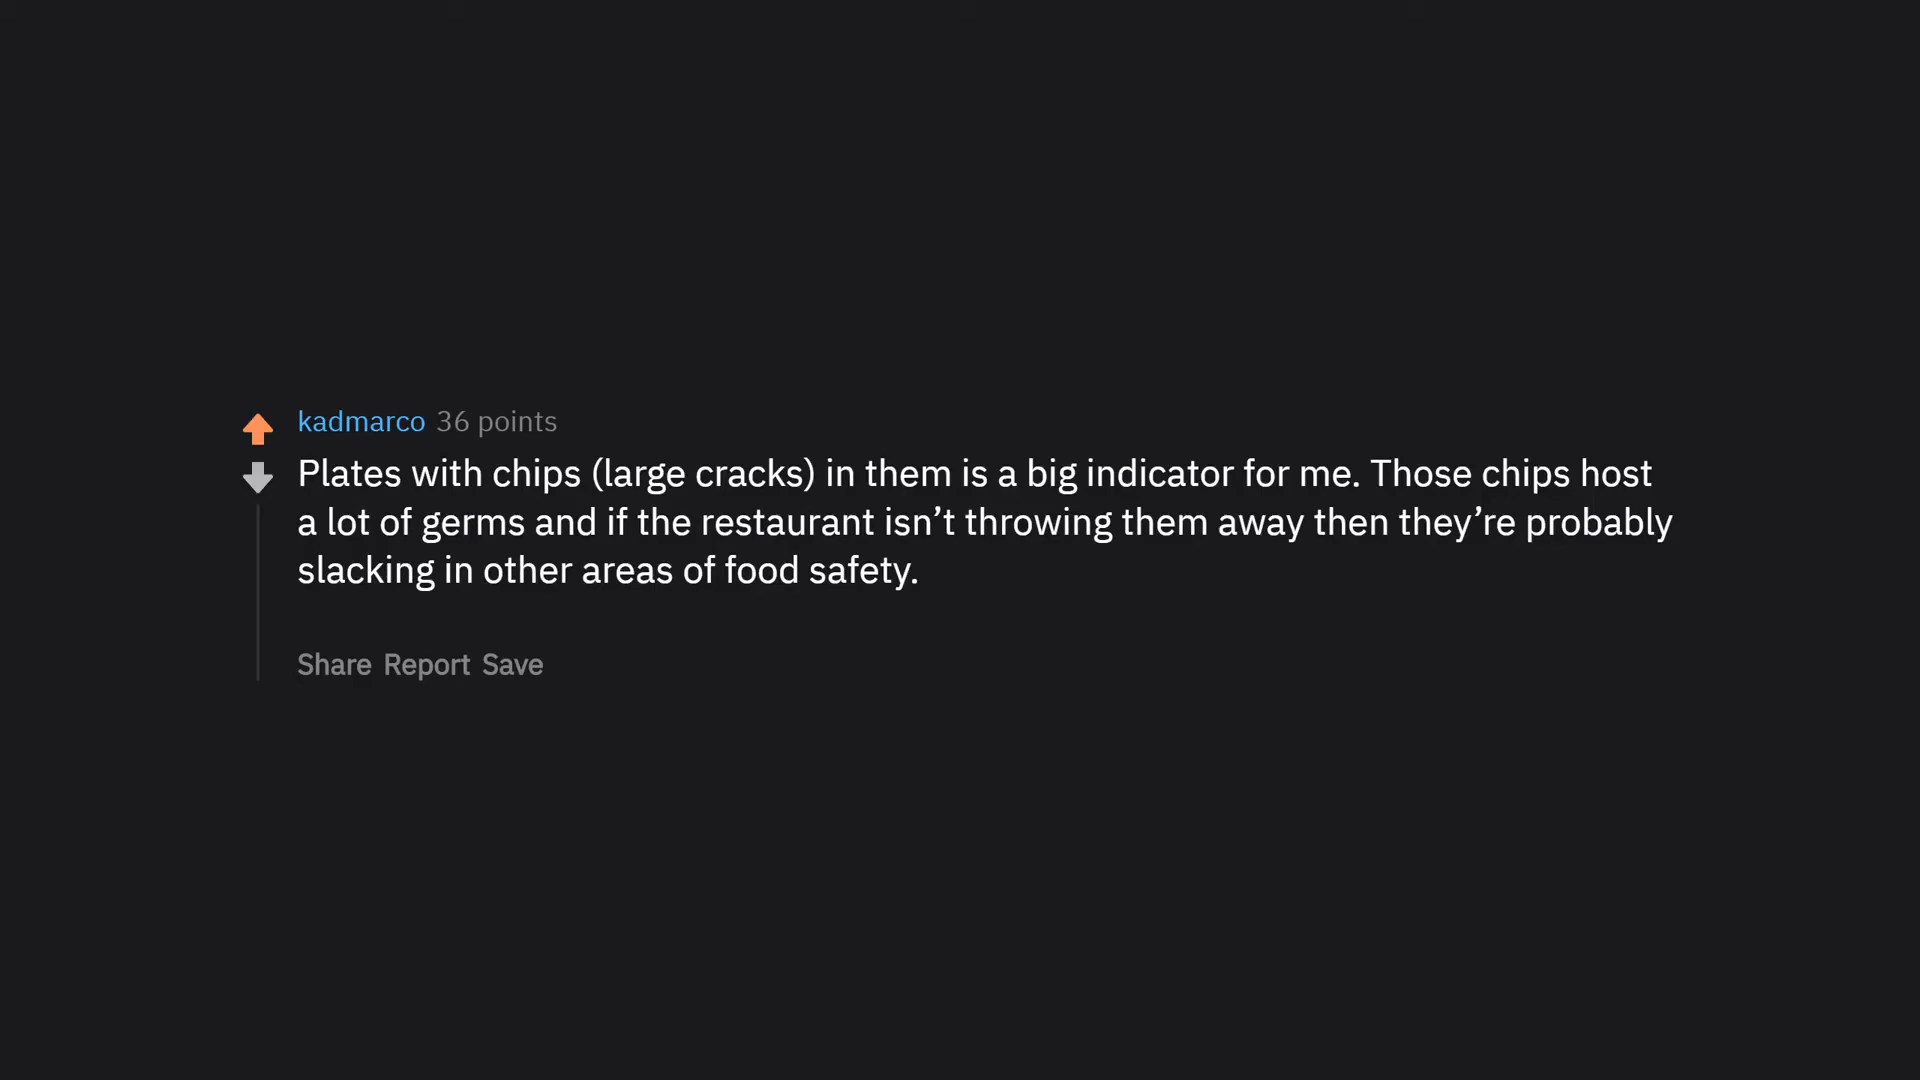 kadmarco 36 points
Plates with chips (large cracks) in them is a big indicator for me. Those chips host
a lot of germs and if the restaurant isn’t throwing them away then they’re probably
slacking in other areas of food safety.
Share Report Save